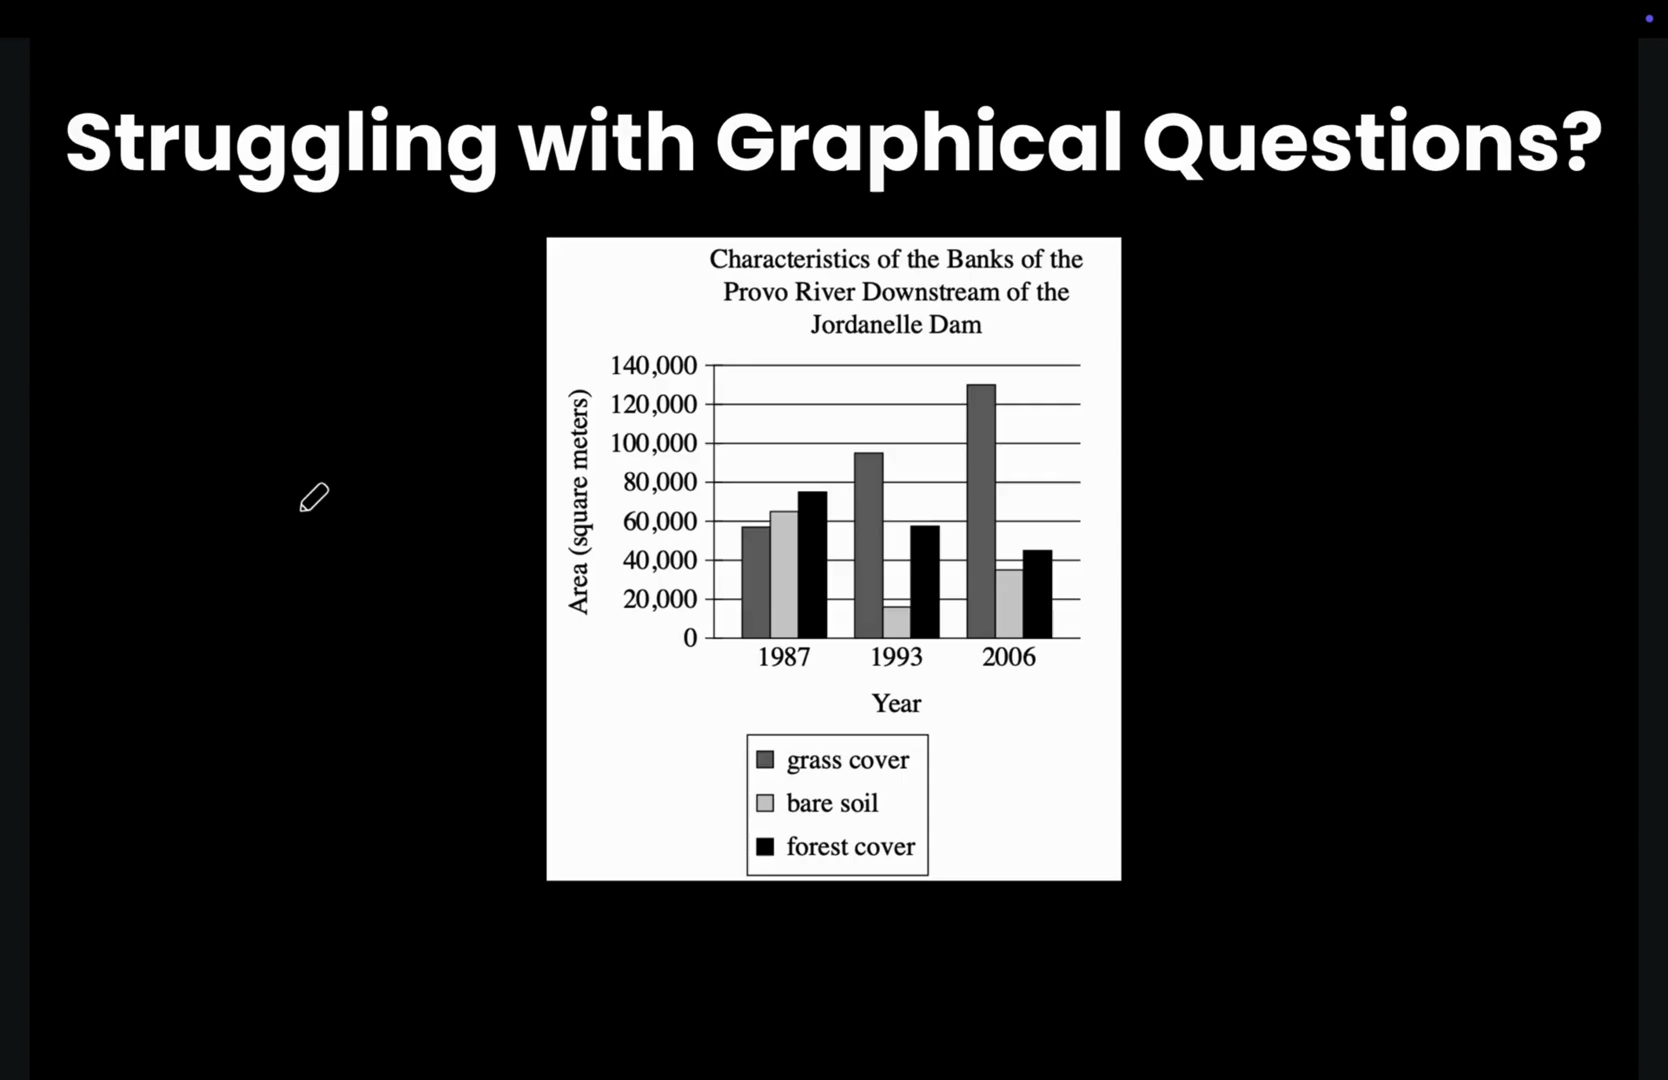 Struggling with Graphical Questions?
Characteristics of the Banks of the
Provo River Downstream of the
Jordanelle Dam
Area (square meters)
140,000
120,000
100,000
80,000
60,000
40,000
20,000
0
1987 1993 2006
Year
grass cover
bare soil
forest cover